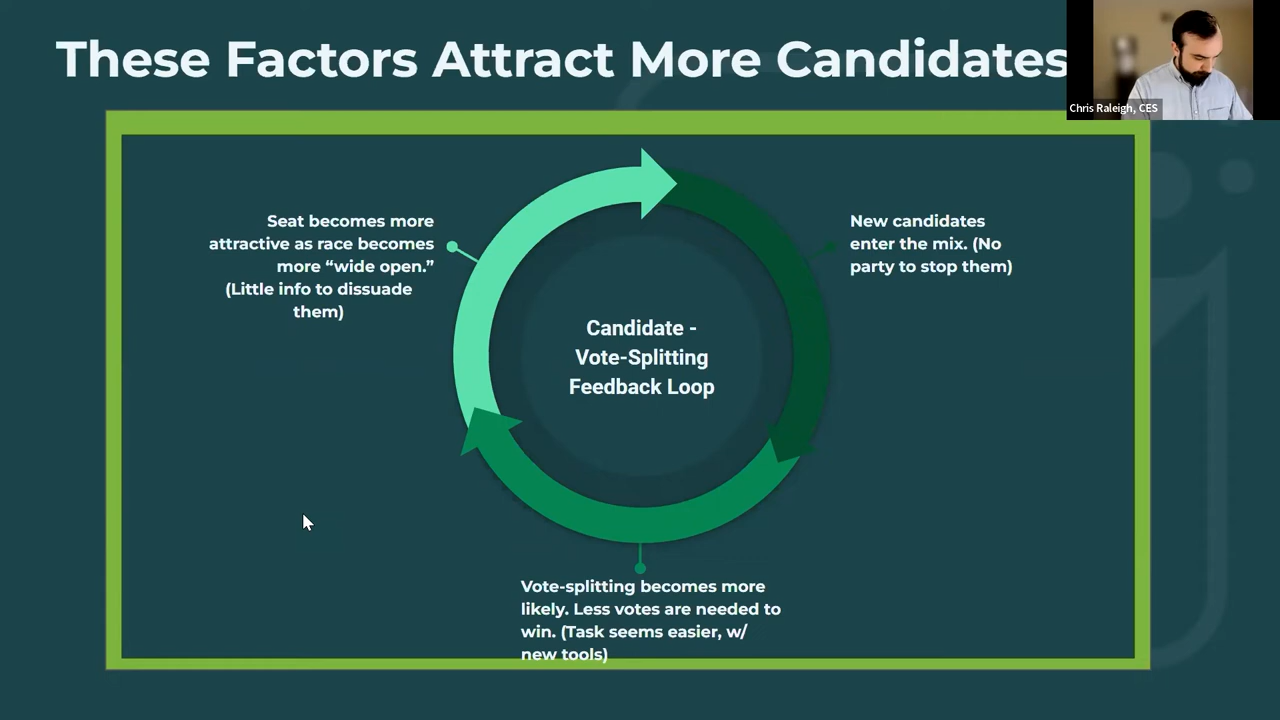 These Factors Attract More Candidates
Chris Raleigh, CES
Seat becomes more
attractive as race becomes
more “wide open.”
(Little info to dissuade
them)
New candidates
enter the mix. (No
party to stop them)
Candidate -
Vote-Splitting
Feedback Loop
Vote-splitting becomes more
likely. Less votes are needed to
win. (Task seems easier, w/
new tools)